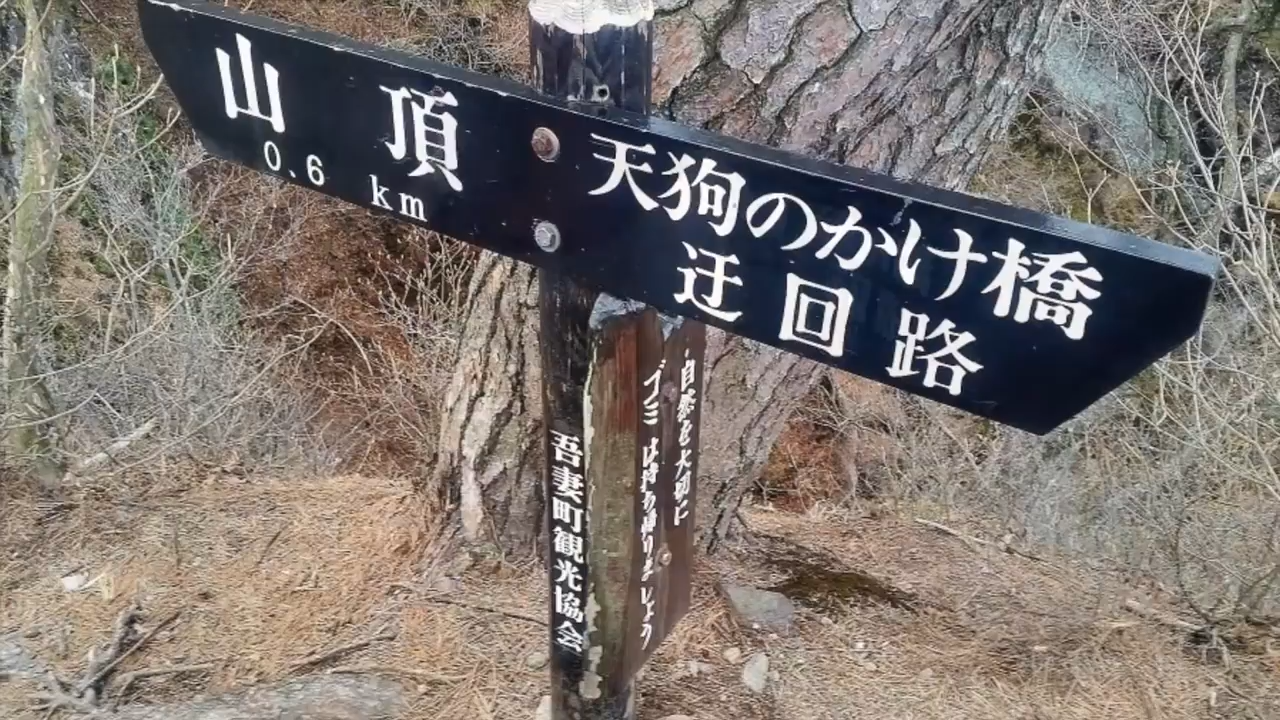 山頂
0.6 km
天狗のかけ橋
迂回路
自然を大切に
ゴミは持ち帰りましょう
吾妻町観光協会